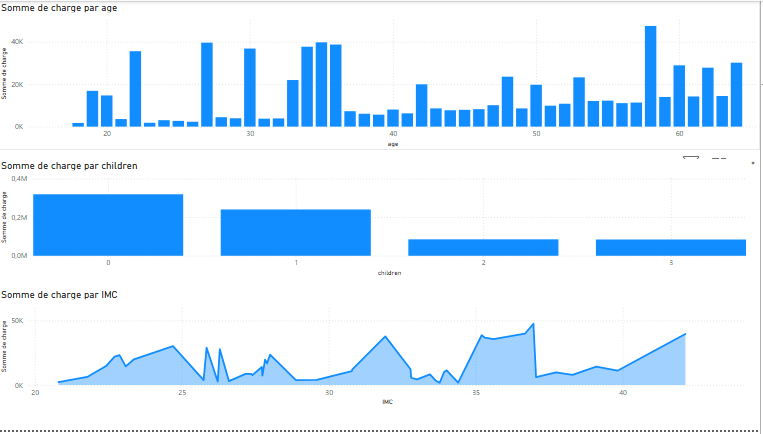 Somme de charge par age
Somme de charge
40K
20K
0K
20
30
40
50
60
age
Somme de charge par children
Somme de charge
0,4M
0,2M
0,0M
0
1
2
3
children
Somme de charge par IMC
Somme de charge
50K
0K
20
25
30
35
40
IMC